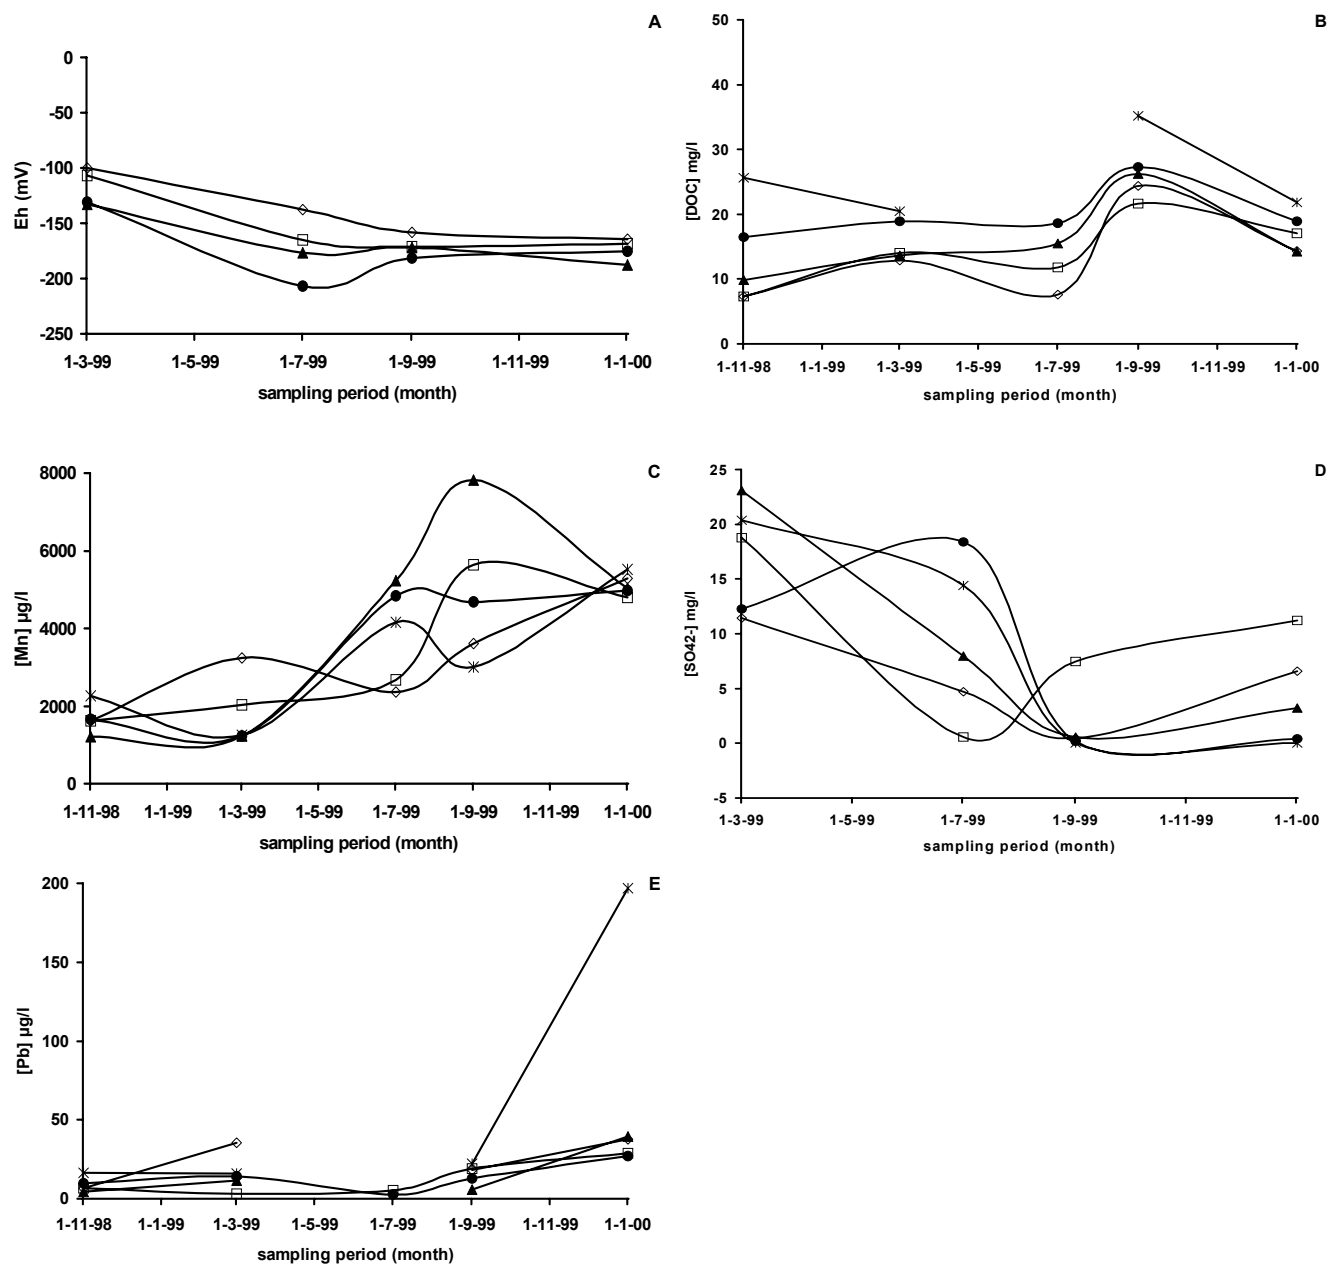 A
0
-50
-100
-150
-200
-250
Eh (mV)
1-3-99 1-5-99 1-7-99 1-9-99 1-11-99 1-1-00
sampling period (month)
B
50
40
30
20
10
0
[DOC] mg/l
1-11-98 1-1-99 1-3-99 1-5-99 1-7-99 1-9-99 1-11-99 1-1-00
sampling period (month)
C
8000
6000
4000
2000
0
[Mn] µg/l
1-11-98 1-1-99 1-3-99 1-5-99 1-7-99 1-9-99 1-11-99 1-1-00
sampling period (month)
D
25
20
15
10
5
0
-5
[SO42-] mg/l
1-3-99 1-5-99 1-7-99 1-9-99 1-11-99 1-1-00
sampling period (month)
E
200
150
100
50
0
[Pb] µg/l
1-11-98 1-1-99 1-3-99 1-5-99 1-7-99 1-9-99 1-11-99 1-1-00
sampling period (month)